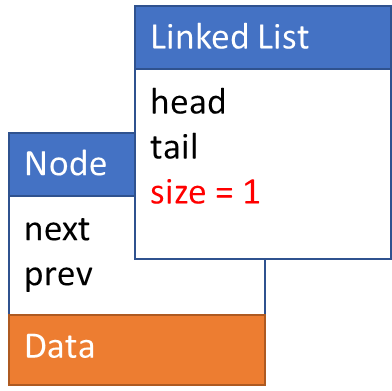 Linked List
head
tail
size = 1
Node
next
prev
Data